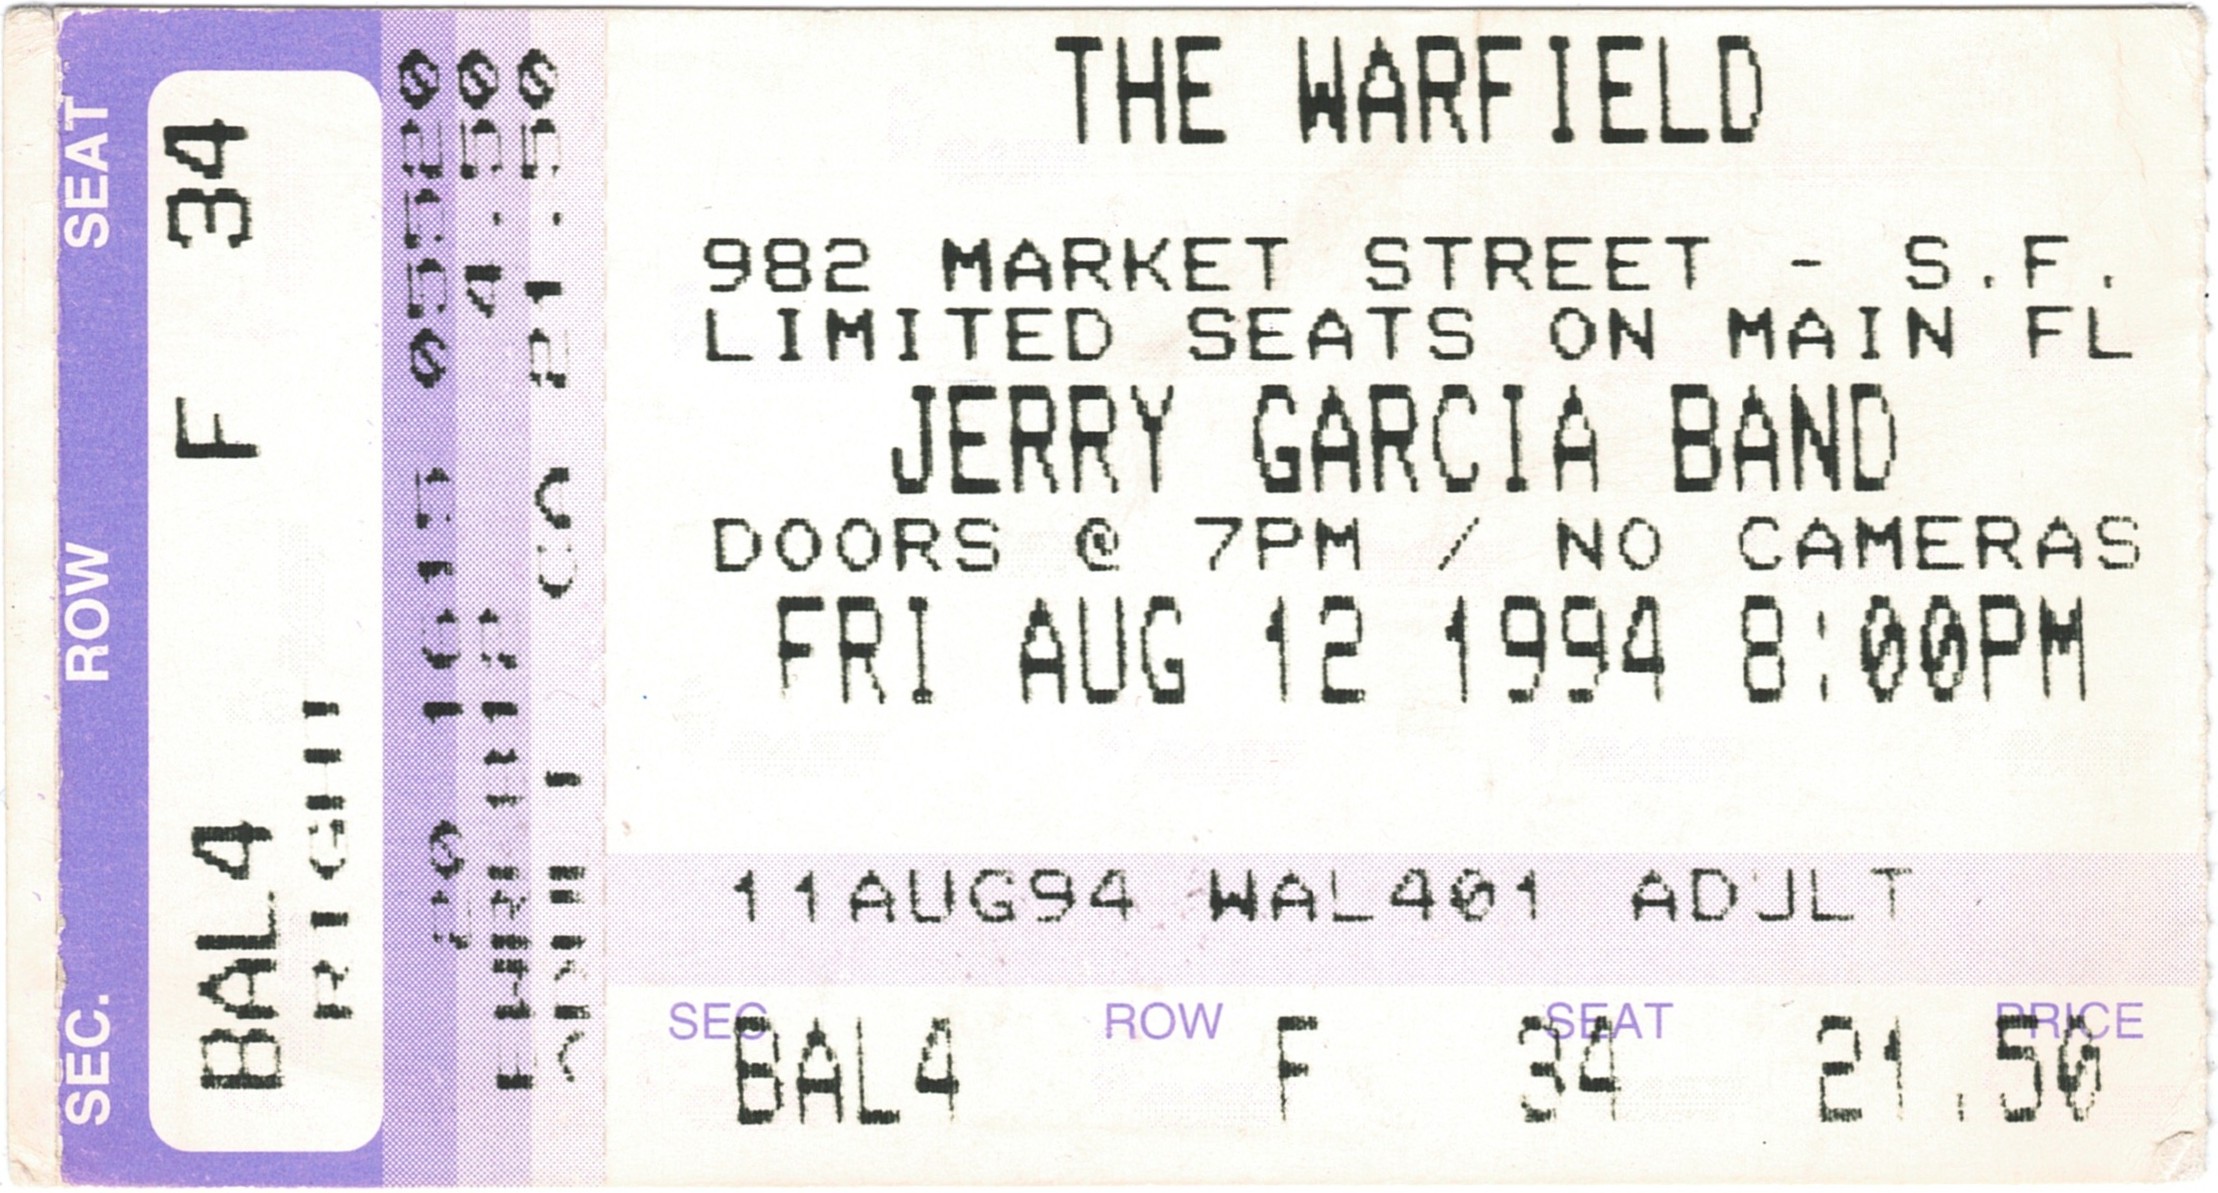 SEC. ROW SEAT
BAL4 F 34
RIGHT
THE WARFIELD
982 MARKET STREET - S.F.
LIMITED SEATS ON MAIN FL
JERRY GARCIA BAND
DOORS @ 7PM / NO CAMERAS
FRI AUG 12 1994 8:00PM
11AUG94 WAL401 ADULT
SEC ROW SEAT PRICE
BAL4 F 34 21.50